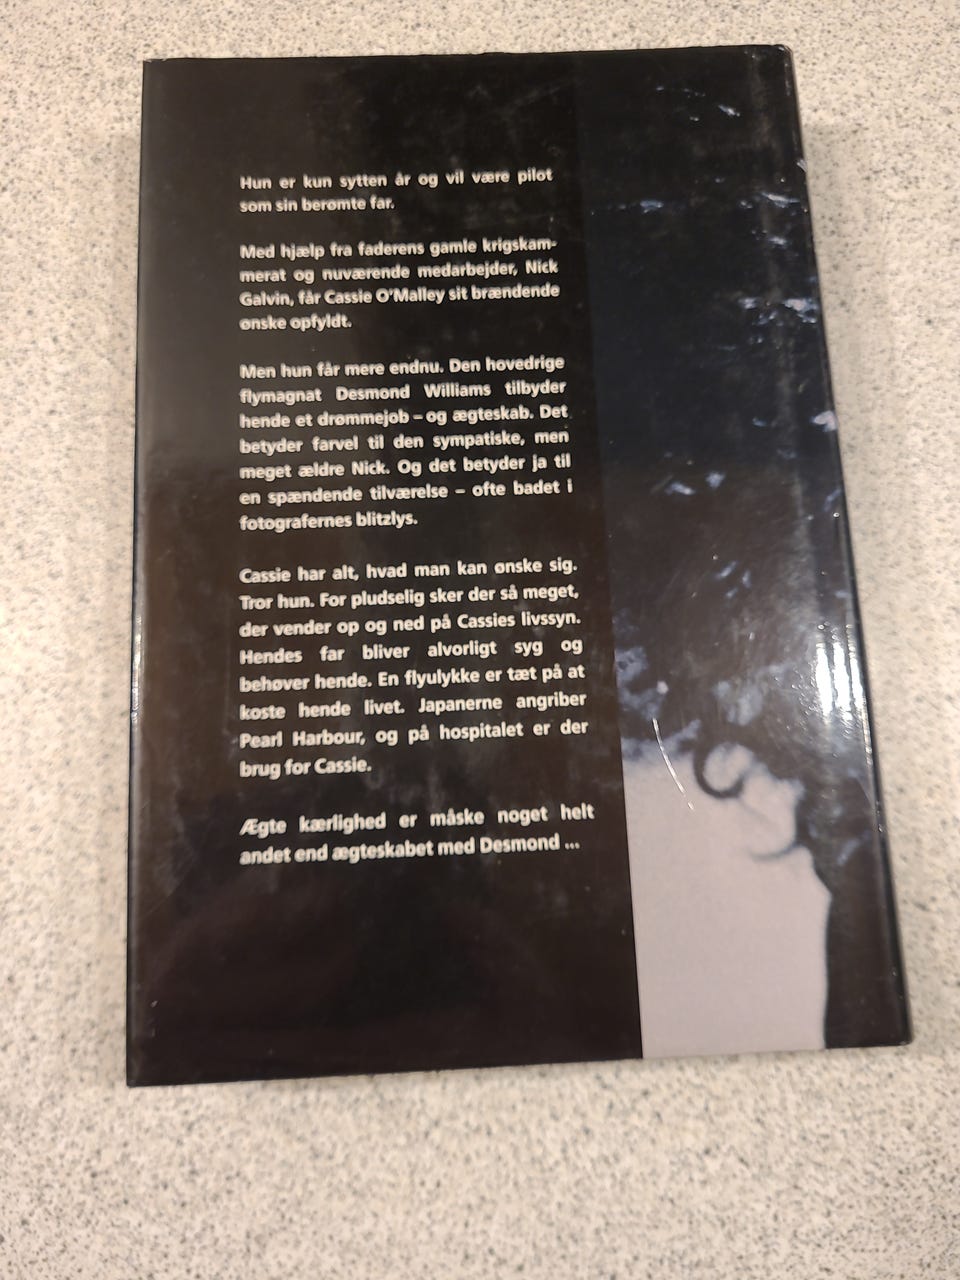 Hun er kun sytten år og vil være pilot
som sin berømte far.
Med hjælp fra faderens gamle krigskam-
merat og nuværende medarbejder, Nick
Galvin, får Cassie O'Malley sit brændende
ønske opfyldt.
Men hun får mere endnu. Den hovedrige
flymagnat Desmond Williams tilbyder
hende et drømmejob – og ægteskab. Det
betyder farvel til den sympatiske, men
meget ældre Nick. Og det betyder ja til
en spændende tilværelse – ofte badet i
fotografernes blitzlys.
Cassie har alt, hvad man kan ønske sig.
Tror hun. For pludselig sker der så meget,
der vender op og ned på Cassies livssyn.
Hendes far bliver alvorligt syg og
behøver hende. En flyulykke er tæt på at
koste hende livet. Japanerne angriber
Pearl Harbour, og på hospitalet er der
brug for Cassie.
Ægte kærlighed er måske noget helt
andet end ægteskabet med Desmond ...